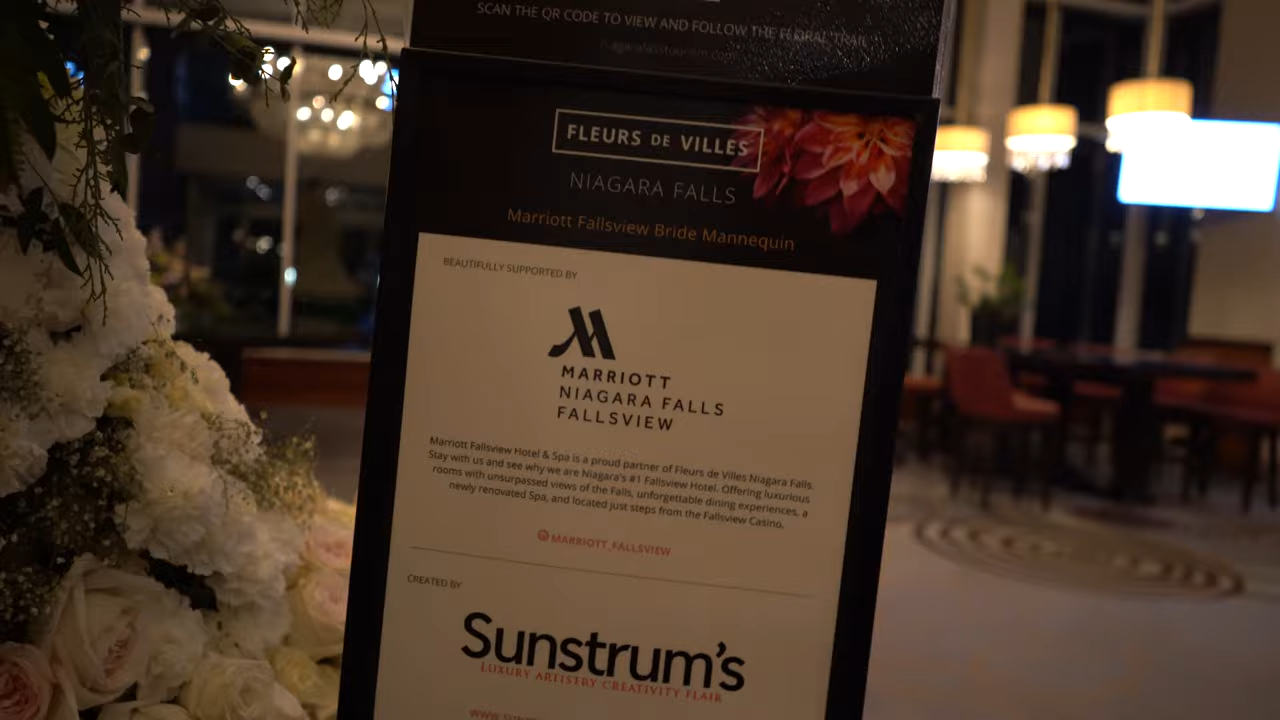 SCAN THE QR CODE TO VIEW AND FOLLOW THE FLORAL TRAIL
FLEURS DE VILLES
NIAGARA FALLS
Marriott Fallsview Bride Mannequin
BEAUTIFULLY SUPPORTED BY
MARRIOTT
NIAGARA FALLS
FALLSVIEW
Marriott Fallsview Hotel & Spa is a proud partner of Fleurs de Villes Niagara Falls.
Stay with us and see why we are Niagara's #1 Fallsview Hotel. Offering luxurious
rooms with unsurpassed views of the Falls, unforgettable dining experiences, a
newly renovated Spa, and located just steps from the Fallsview Casino.
MARRIOTT_FALLSVIEW
CREATED BY
Sunstrum's
LUXURY ARTISTRY CREATIVITY FLAIR